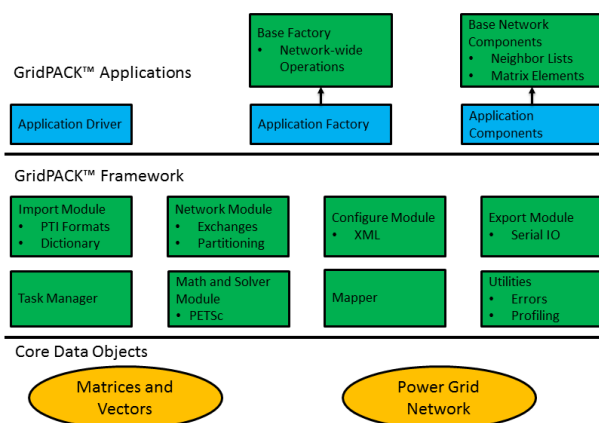 GridPACK™ Applications
Base Factory
• Network-wide
Operations
Base Network
Components
• Neighbor Lists
• Matrix Elements
Application Driver
Application Factory
Application
Components
GridPACK™ Framework
Import Module
• PTI Formats
• Dictionary
Network Module
• Exchanges
• Partitioning
Configure Module
• XML
Export Module
• Serial IO
Task Manager
Math and Solver
Module
• PETSc
Mapper
Utilities
• Errors
• Profiling
Core Data Objects
Matrices and
Vectors
Power Grid
Network